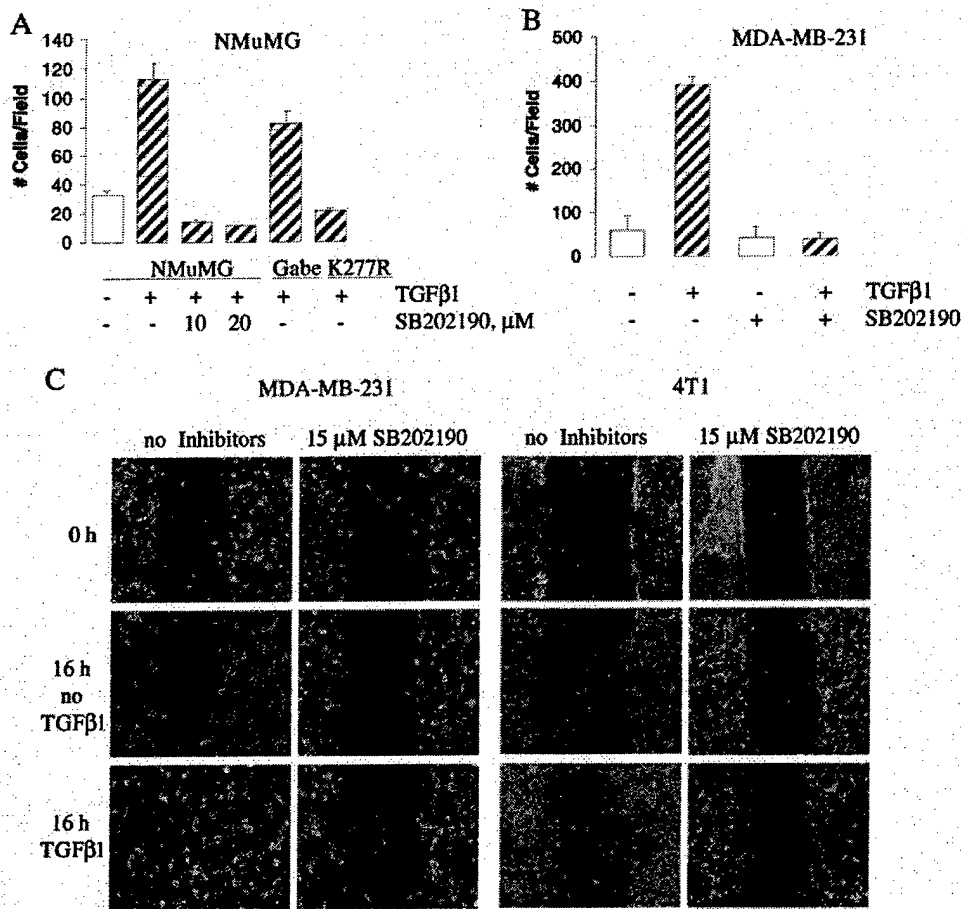 A
NMuMG
# Cells/Field
140
120
100
80
60
40
20
0
NMuMG Gabe K277R
- + + + + + TGFβ1
- - 10 20 - - SB202190, μM
B
MDA-MB-231
# Cells/Field
500
400
300
200
100
0
- + - + TGFβ1
- - + + SB202190
C
MDA-MB-231 4T1
no Inhibitors 15 μM SB202190 no Inhibitors 15 μM SB202190
0 h
16 h
no
TGFβ1
16 h
TGFβ1